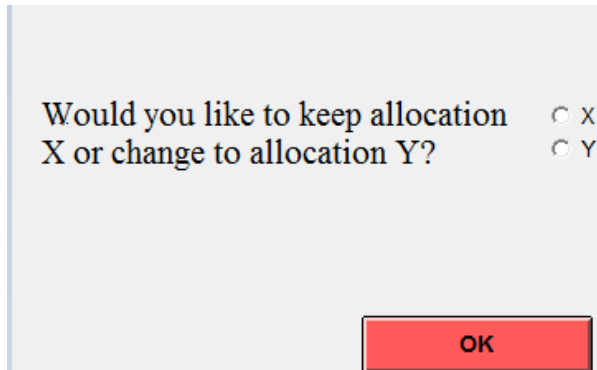 Would you like to keep allocation
X or change to allocation Y?
X
Y
OK